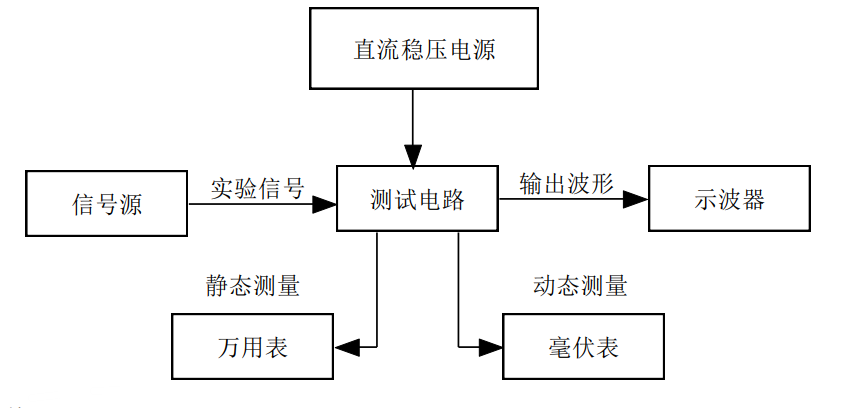 直流稳压电源
信号源
实验信号
测试电路
输出波形
示波器
静态测量
动态测量
万用表
毫伏表